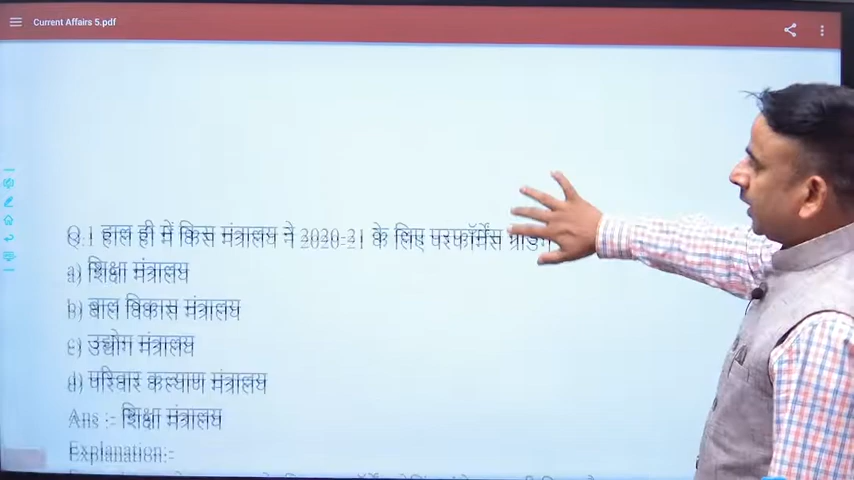 Current Affairs 5.pdf
Q.1 हाल ही में किस मंत्रालय ने 2020-21 के लिए परफॉर्मेंस
a) शिक्षा मंत्रालय
b) बाल विकास मंत्रालय
c) उद्योग मंत्रालय
d) परिवार कल्याण मंत्रालय
Ans :- शिक्षा मंत्रालय
Explanation:-